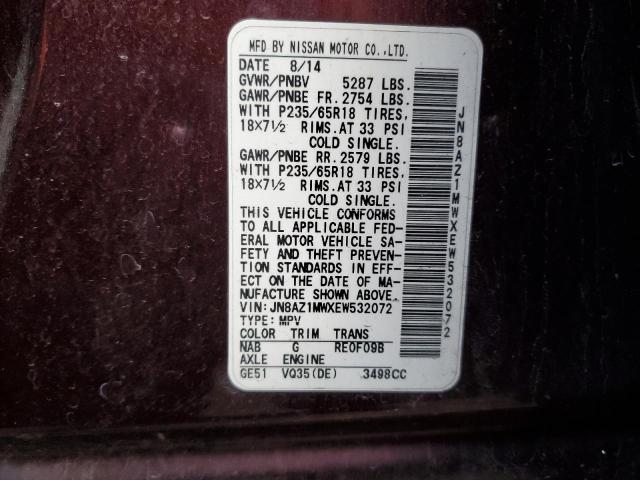 MFD BY NISSAN MOTOR CO.,LTD.
DATE 8/14
GVWR/PNBV 5287 LBS.
GAWR/PNBE FR. 2754 LBS.
WITH P235/65R18 TIRES,
18X7½ RIMS. AT 33 PSI
COLD SINGLE.
GAWR/PNBE RR. 2579 LBS.
WITH P235/65R18 TIRES,
18X7½ RIMS. AT 33 PSI
COLD SINGLE.
THIS VEHICLE CONFORMS
TO ALL APPLICABLE FED-
ERAL MOTOR VEHICLE SA-
FETY AND THEFT PREVEN-
TION STANDARDS IN EFF-
ECT ON THE DATE OF MA-
NUFACTURE SHOWN ABOVE.
VIN: JN8AZ1MWXEW532072
TYPE: MPV
COLOR TRIM TRANS
NAB G RE0F09B
AXLE ENGINE
GE51 VQ35(DE) 3498CC
JN8AZ1MWXEW532072